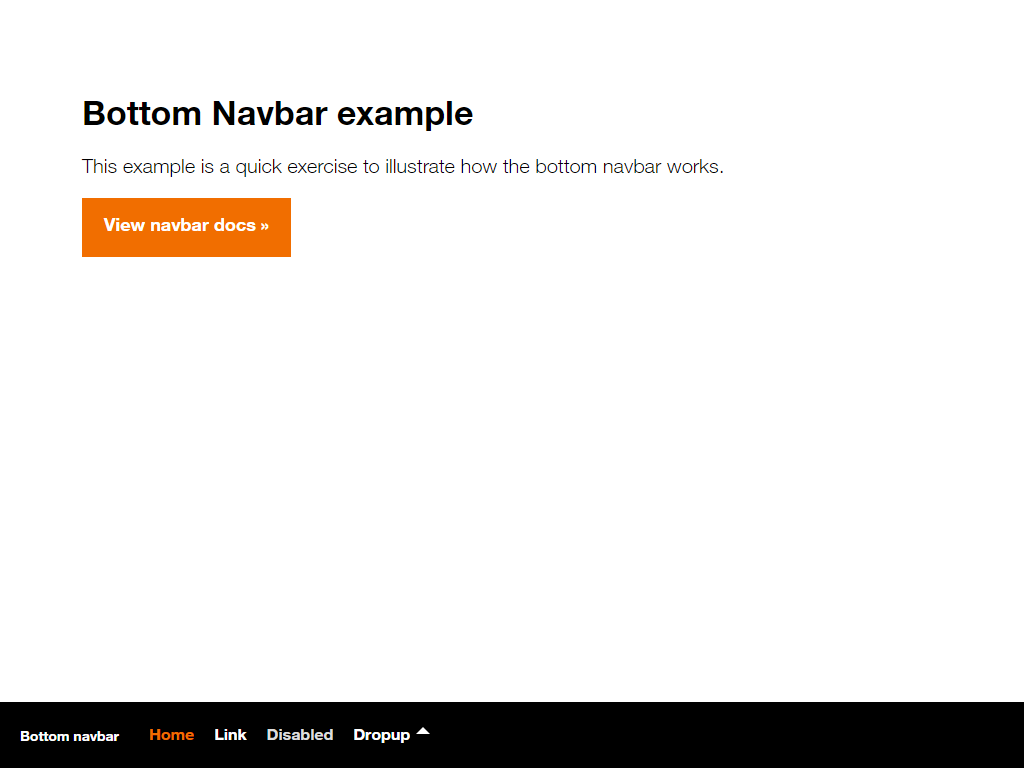 Bottom Navbar example
This example is a quick exercise to illustrate how the bottom navbar works.
View navbar docs »
Bottom navbar Home Link Disabled Dropup